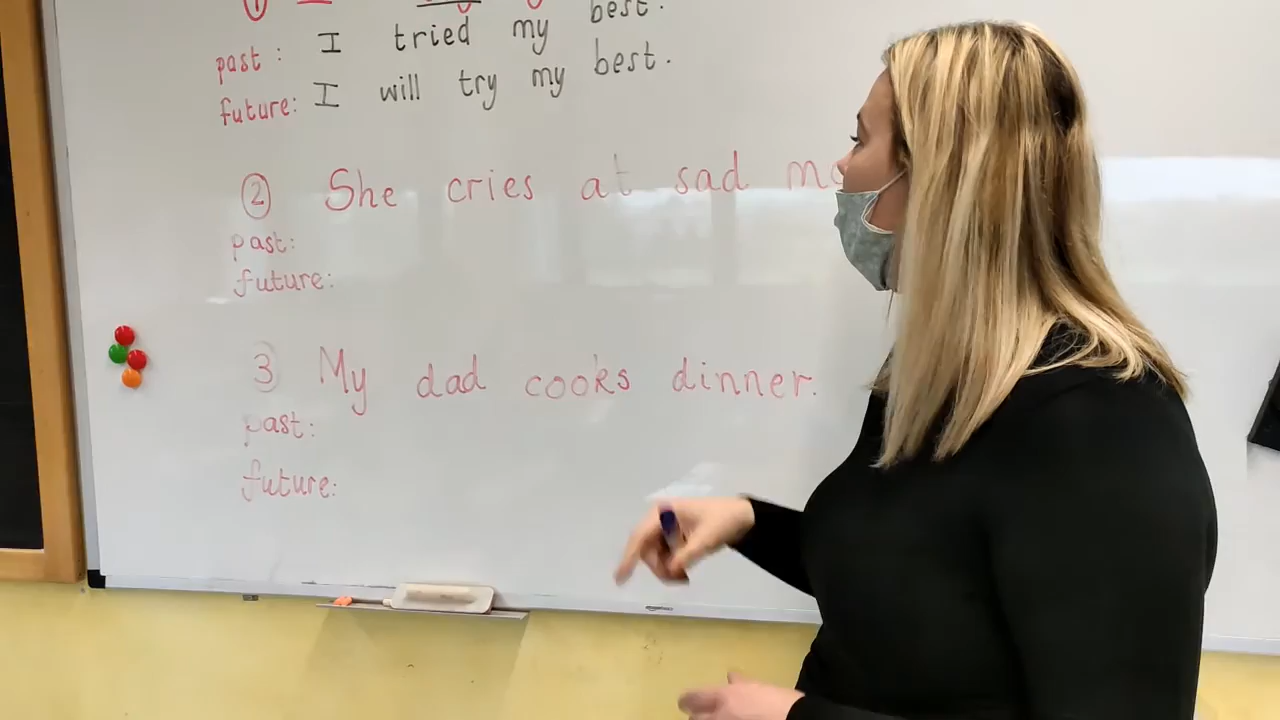 ① best.
past: I tried my best.
future: I will try my best.
② She cries at sad
past:
future:
3 My dad cooks dinner.
past:
future: